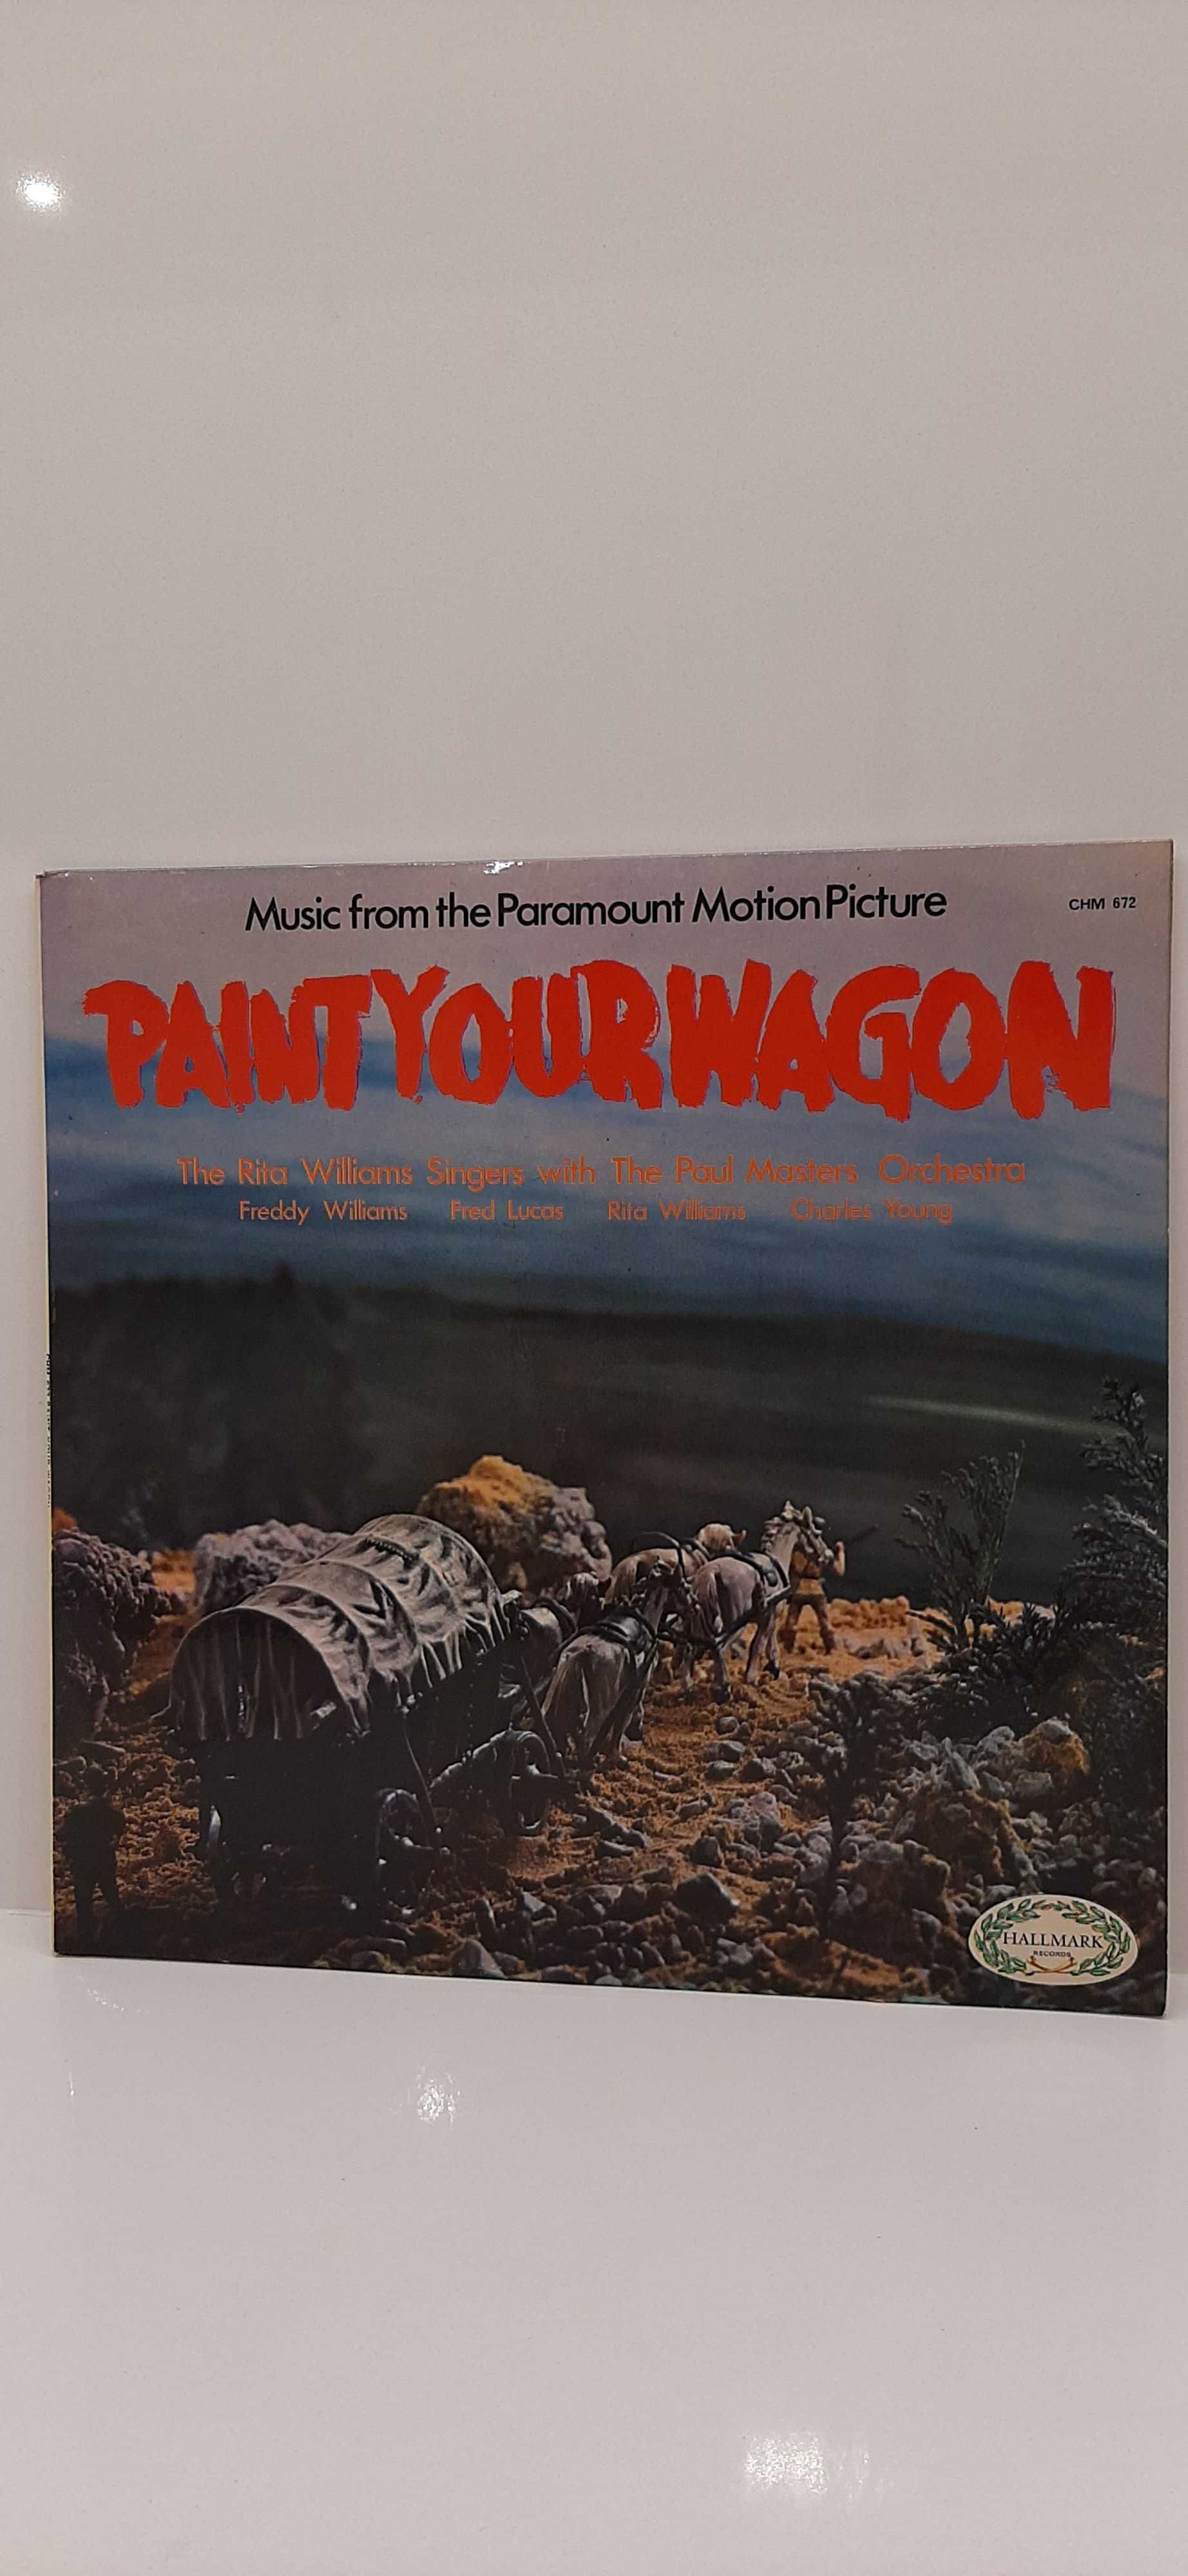 Music from the Paramount Motion Picture
CHM 672
PAINT YOUR WAGON
The Rita Williams Singers with The Paul Masters Orchestra
Freddy Williams Fred Lucas Rita Williams Charles Young
HALLMARK
RECORDS